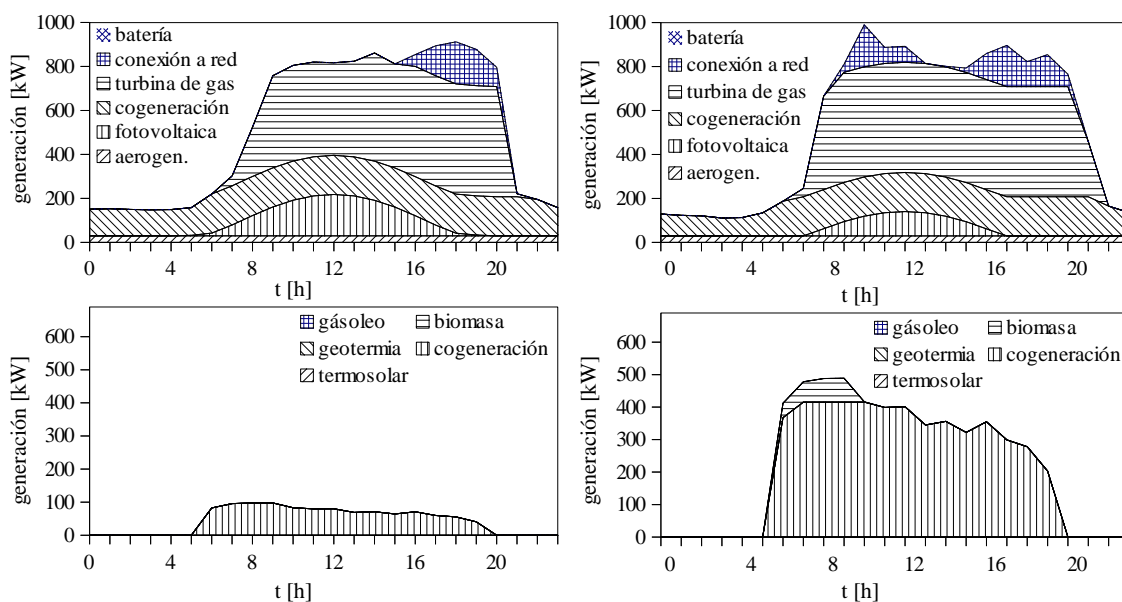 1000
800
600
400
200
0
generación [kW]
batería
conexión a red
turbina de gas
cogeneración
fotovoltaica
aerogen.
0 4 8 12 16 20
t [h]
1000
800
600
400
200
0
generación [kW]
batería
conexión a red
turbina de gas
cogeneración
fotovoltaica
aerogen.
0 4 8 12 16 20
t [h]
600
500
400
300
200
100
0
generación [kW]
gásoleo biomasa
geotermia cogeneración
termosolar
0 4 8 12 16 20
t [h]
600
500
400
300
200
100
0
generación [kW]
gásoleo biomasa
geotermia cogeneración
termosolar
0 4 8 12 16 20
t [h]